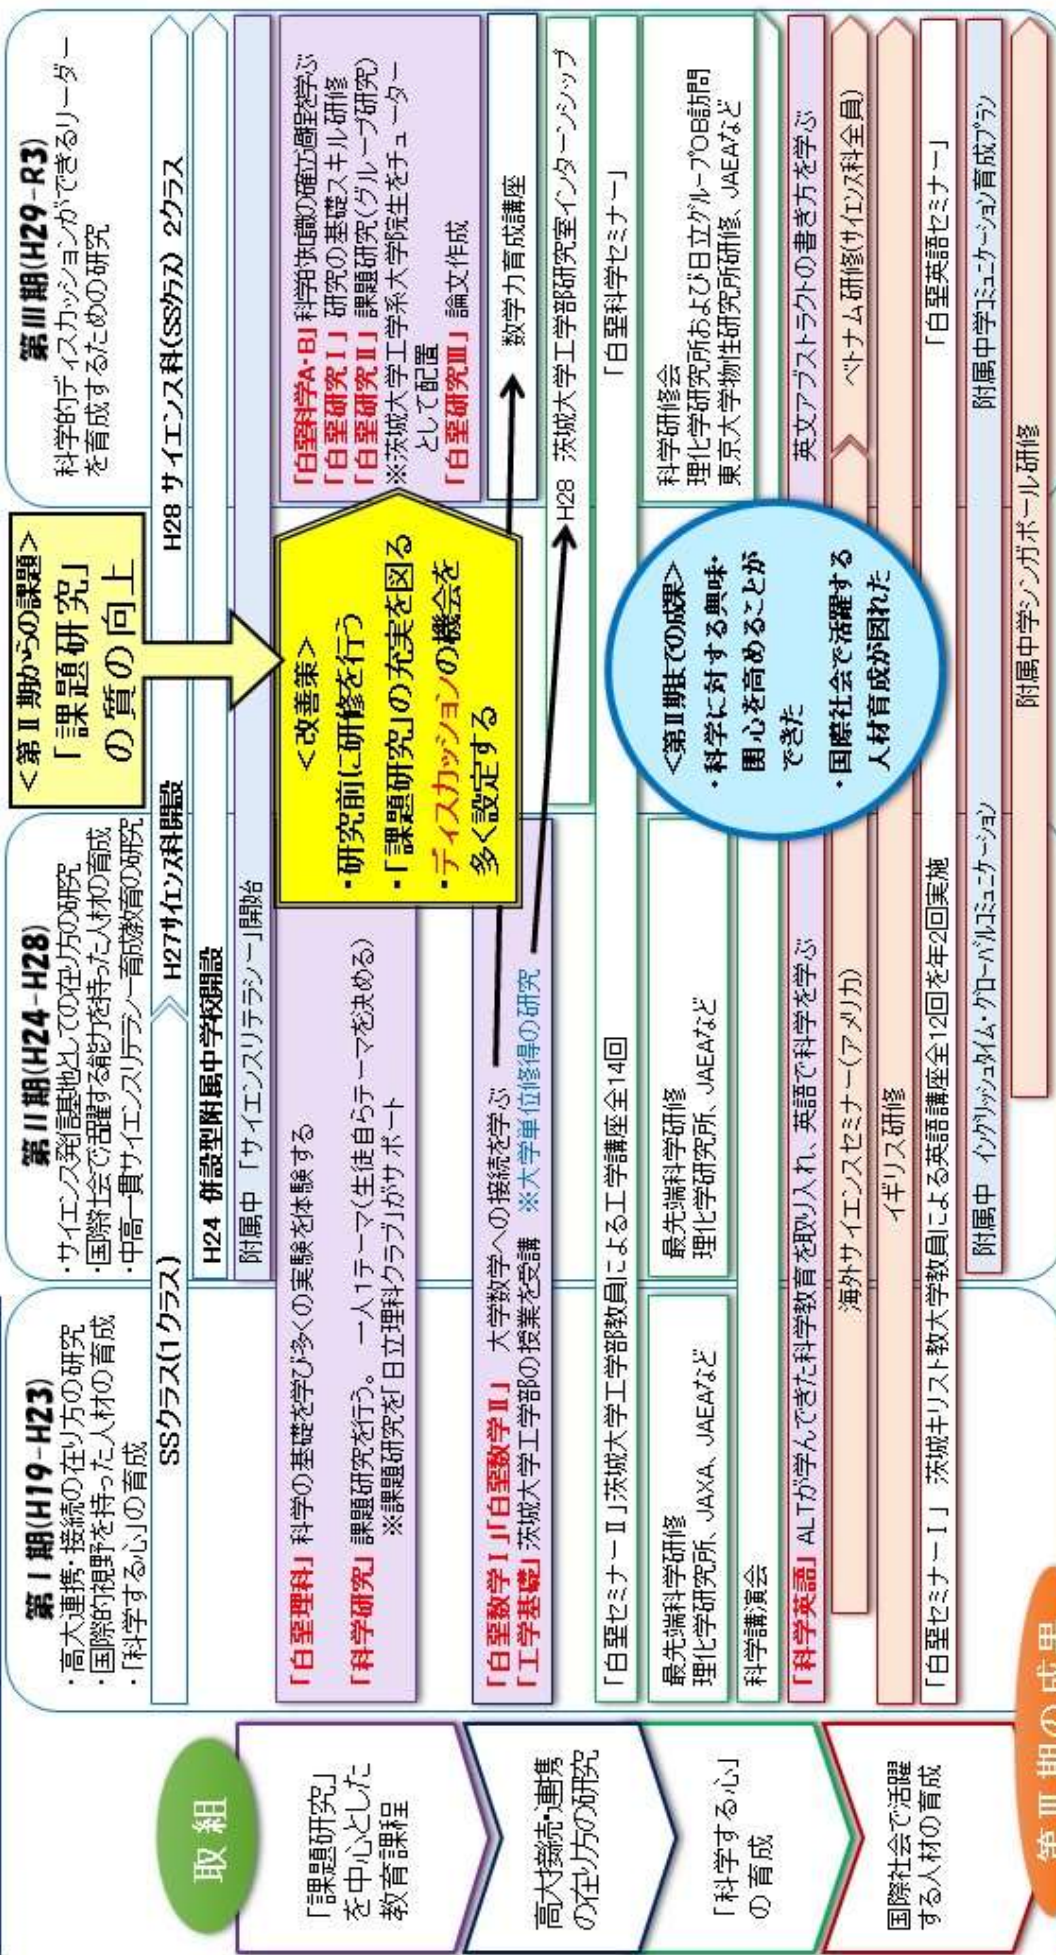 第Ⅰ期(H19-H23)
・高大連携・接続の在り方の研究
・国際的視野を持った人材の育成
・「科学する心」の育成
第Ⅱ期(H24-H28)
・サイエンス発信基地としての在り方の研究
・国際社会で活躍する能力を持った人材の育成
・中高一貫サイエンスリテラシー育成教育の研究
<第Ⅱ期からの課題>
「課題研究」
の質の向上
第Ⅲ期(H29-R3)
科学的ディスカッションができるリーダー
を育成するための研究
SSクラス(1クラス)
H27サイエンス科開設
H28 サイエンス科(SSクラス) 2クラス
H24 併設型附属中学校開設
附属中 「サイエンスリテラシー」開始
取組
「課題研究」
を中心とした
教育課程
「白堊理科」科学の基礎を学び多くの実験を体験する
「科学研究」課題研究を行う。 一人1テーマ(生徒自らテーマを決める)
※課題研究を「日立理科クラブ」がサポート
<改善策>
・研究前に研修を行う
・「課題研究」の充実を図る
・ディスカッションの機会を
多く設定する
「白堊科学A・B」科学的知識の確立過程を学ぶ
「白堊研究Ⅰ」 研究の基礎スキル研修
「白堊研究Ⅱ」 課題研究(グループ研究)
※茨城大学工学系大学院生をチューター
として配置
「白堊研究Ⅲ」 論文作成
高大接続・連携
の在り方の研究
「白堊数学Ⅰ」「白堊数学Ⅱ」 大学数学への接続を学ぶ
「工学基礎」茨城大学工学部の授業を受講 ※大学単位修得の研究
数学力育成講座
H28 茨城大学工学部研究室インターンシップ
「科学する心」
の育成
「白堊セミナーⅡ」茨城大学工学部教員による工学講座全14回
「白堊科学セミナー」
最先端科学研修
理化学研究所、JAXA、JAEAなど
最先端科学研修
理化学研究所、JAEAなど
科学研修会
理化学研究所および日立グループOB訪問
東京大学物性研究所研修、JAEAなど
科学講演会
<第Ⅱ期までの成果>
・科学に対する興味・
関心を高めることが
できた
・国際社会で活躍する
人材育成が図れた
国際社会で活躍
する人材の育成
「科学英語」ALTが学んできた科学教育を取り入れ、英語で科学を学ぶ
英文アブストラクトの書き方を学ぶ
海外サイエンスセミナー(アメリカ)
ベトナム研修(サイエンス科全員)
イギリス研修
「白堊セミナーⅠ」 茨城キリスト教大学教員による英語講座全12回を年2回実施
「白堊英語セミナー」
附属中 イングリッシュタイム・グローバルコミュニケーション
附属中学コミュニケーション育成プラン
附属中学シンガポール研修